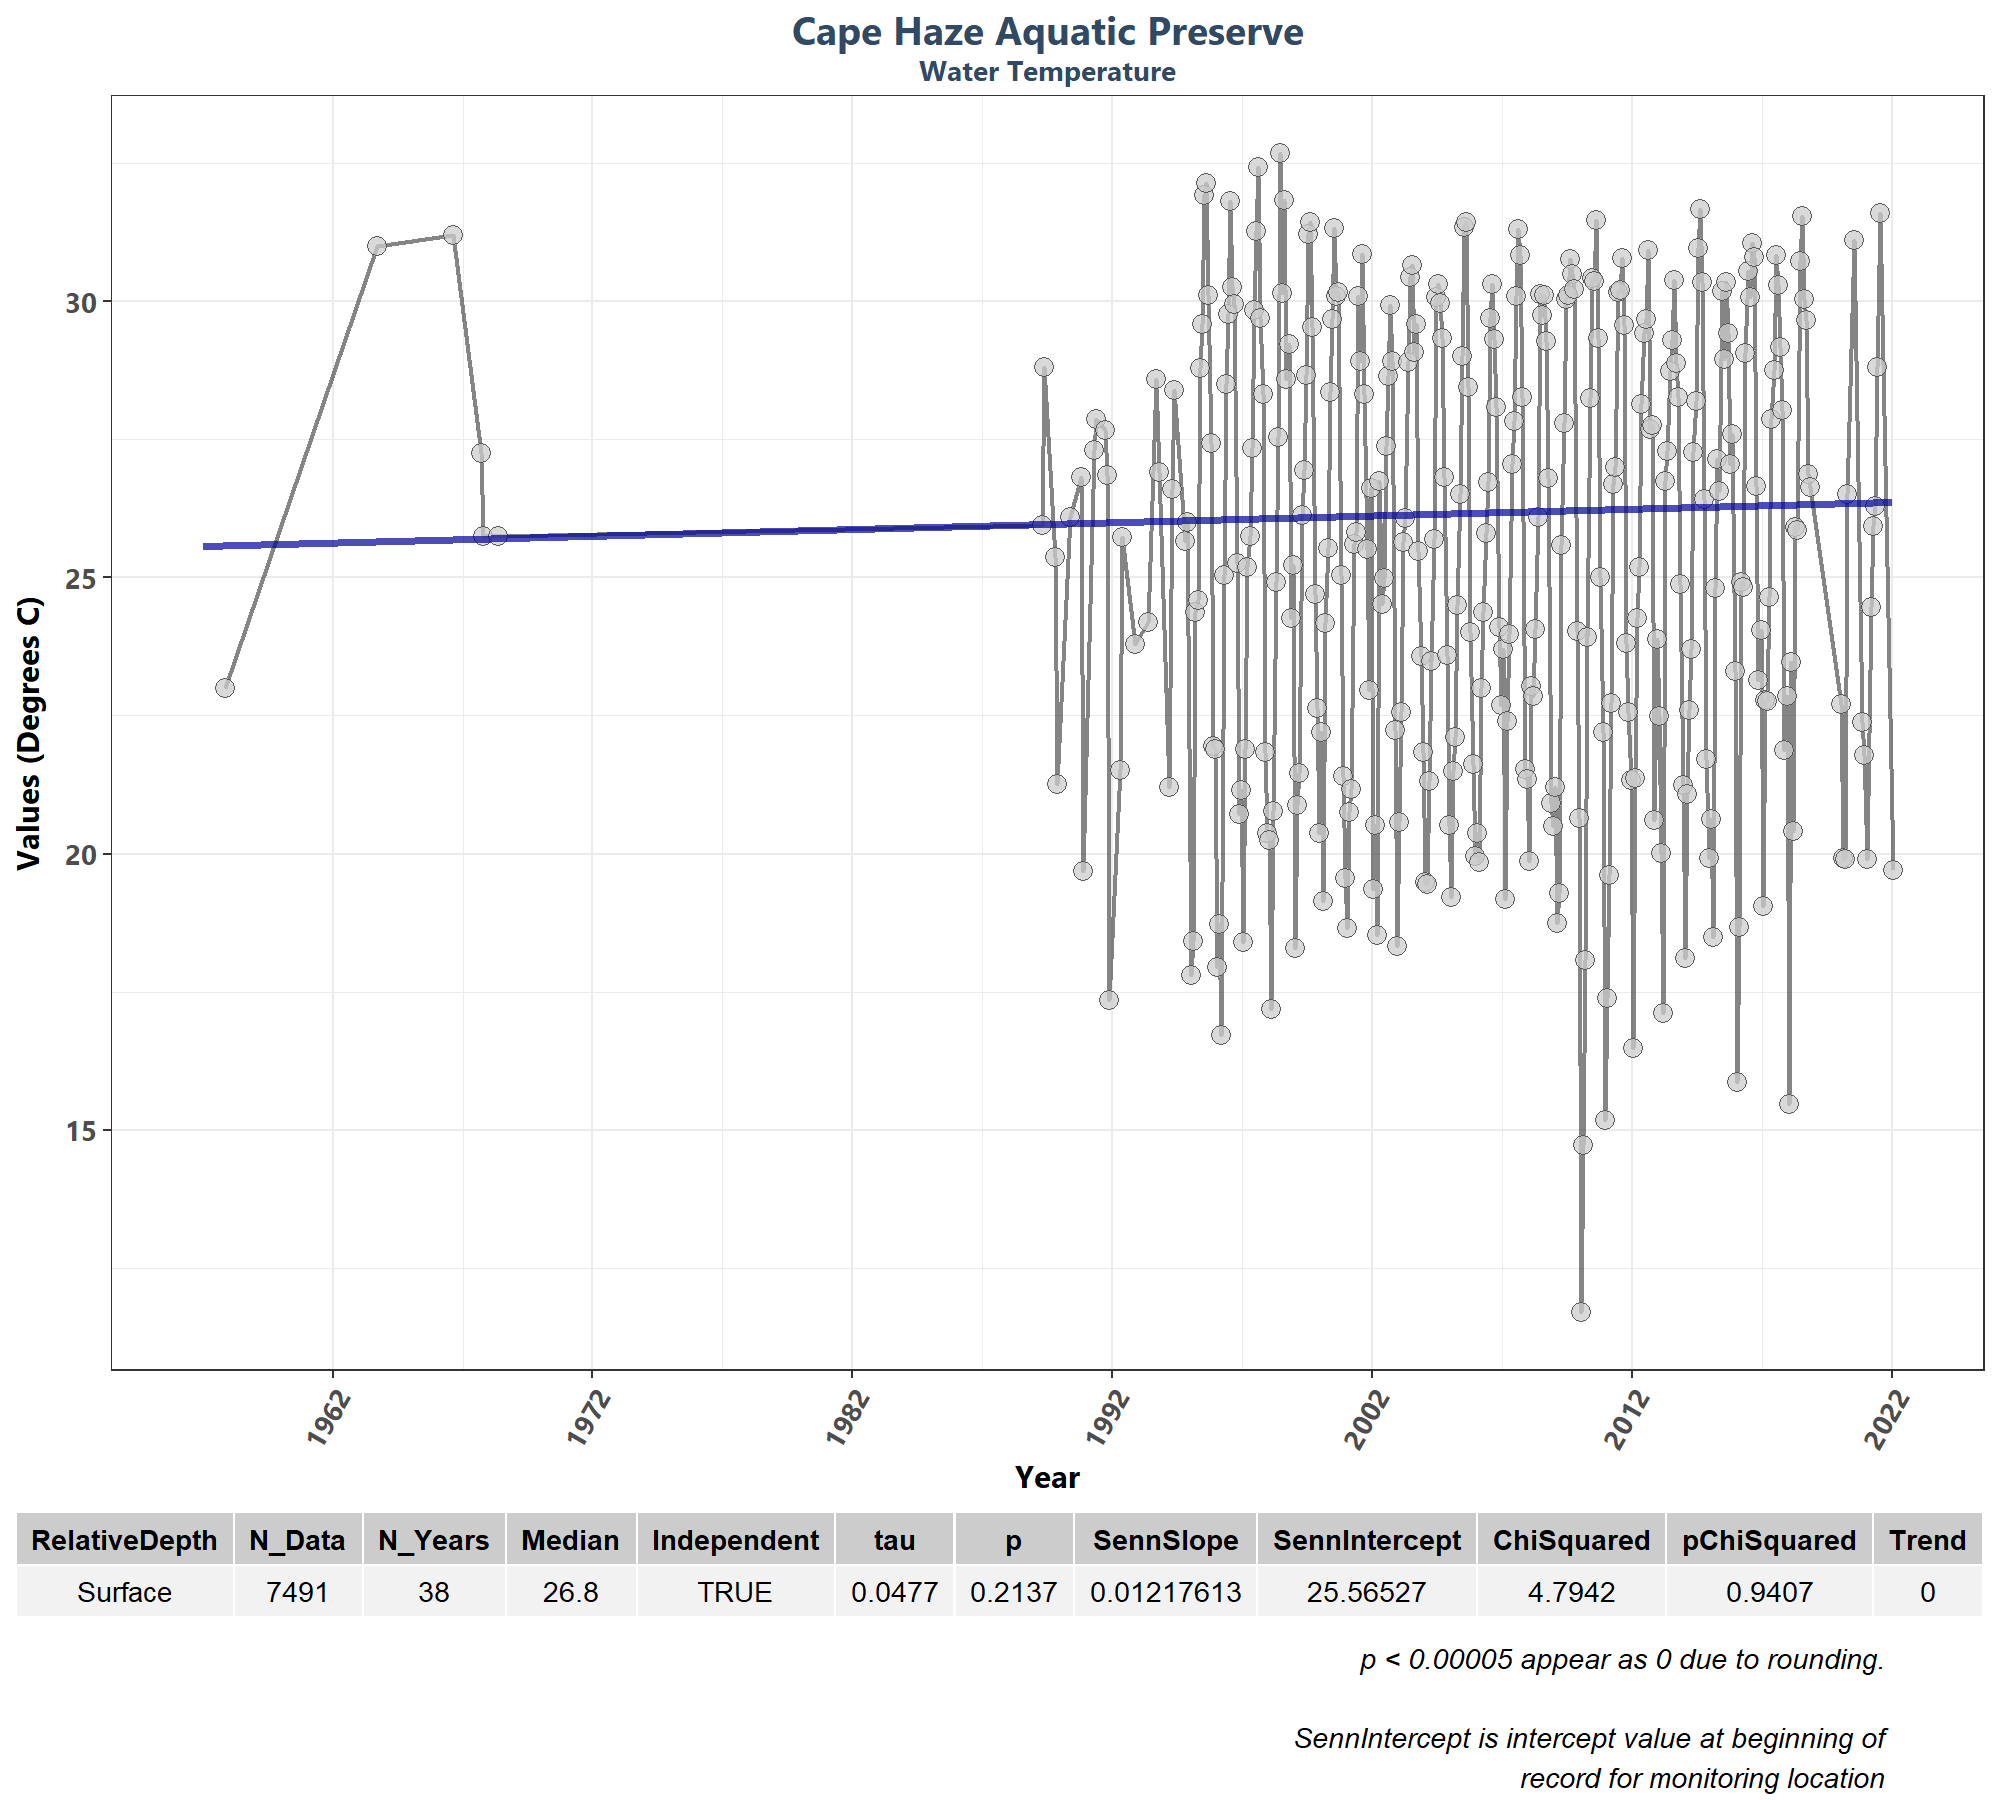 Cape Haze Aquatic Preserve
Water Temperature
Values (Degrees C)
30
25
20
15
1962 1972 1982 1992 2002 2012 2022
Year
RelativeDepth N_Data N_Years Median Independent tau p SennSlope SennIntercept ChiSquared pChiSquared Trend
Surface 7491 38 26.8 TRUE 0.0477 0.2137 0.01217613 25.56527 4.7942 0.9407 0
p < 0.00005 appear as 0 due to rounding.
SennIntercept is intercept value at beginning of
record for monitoring location